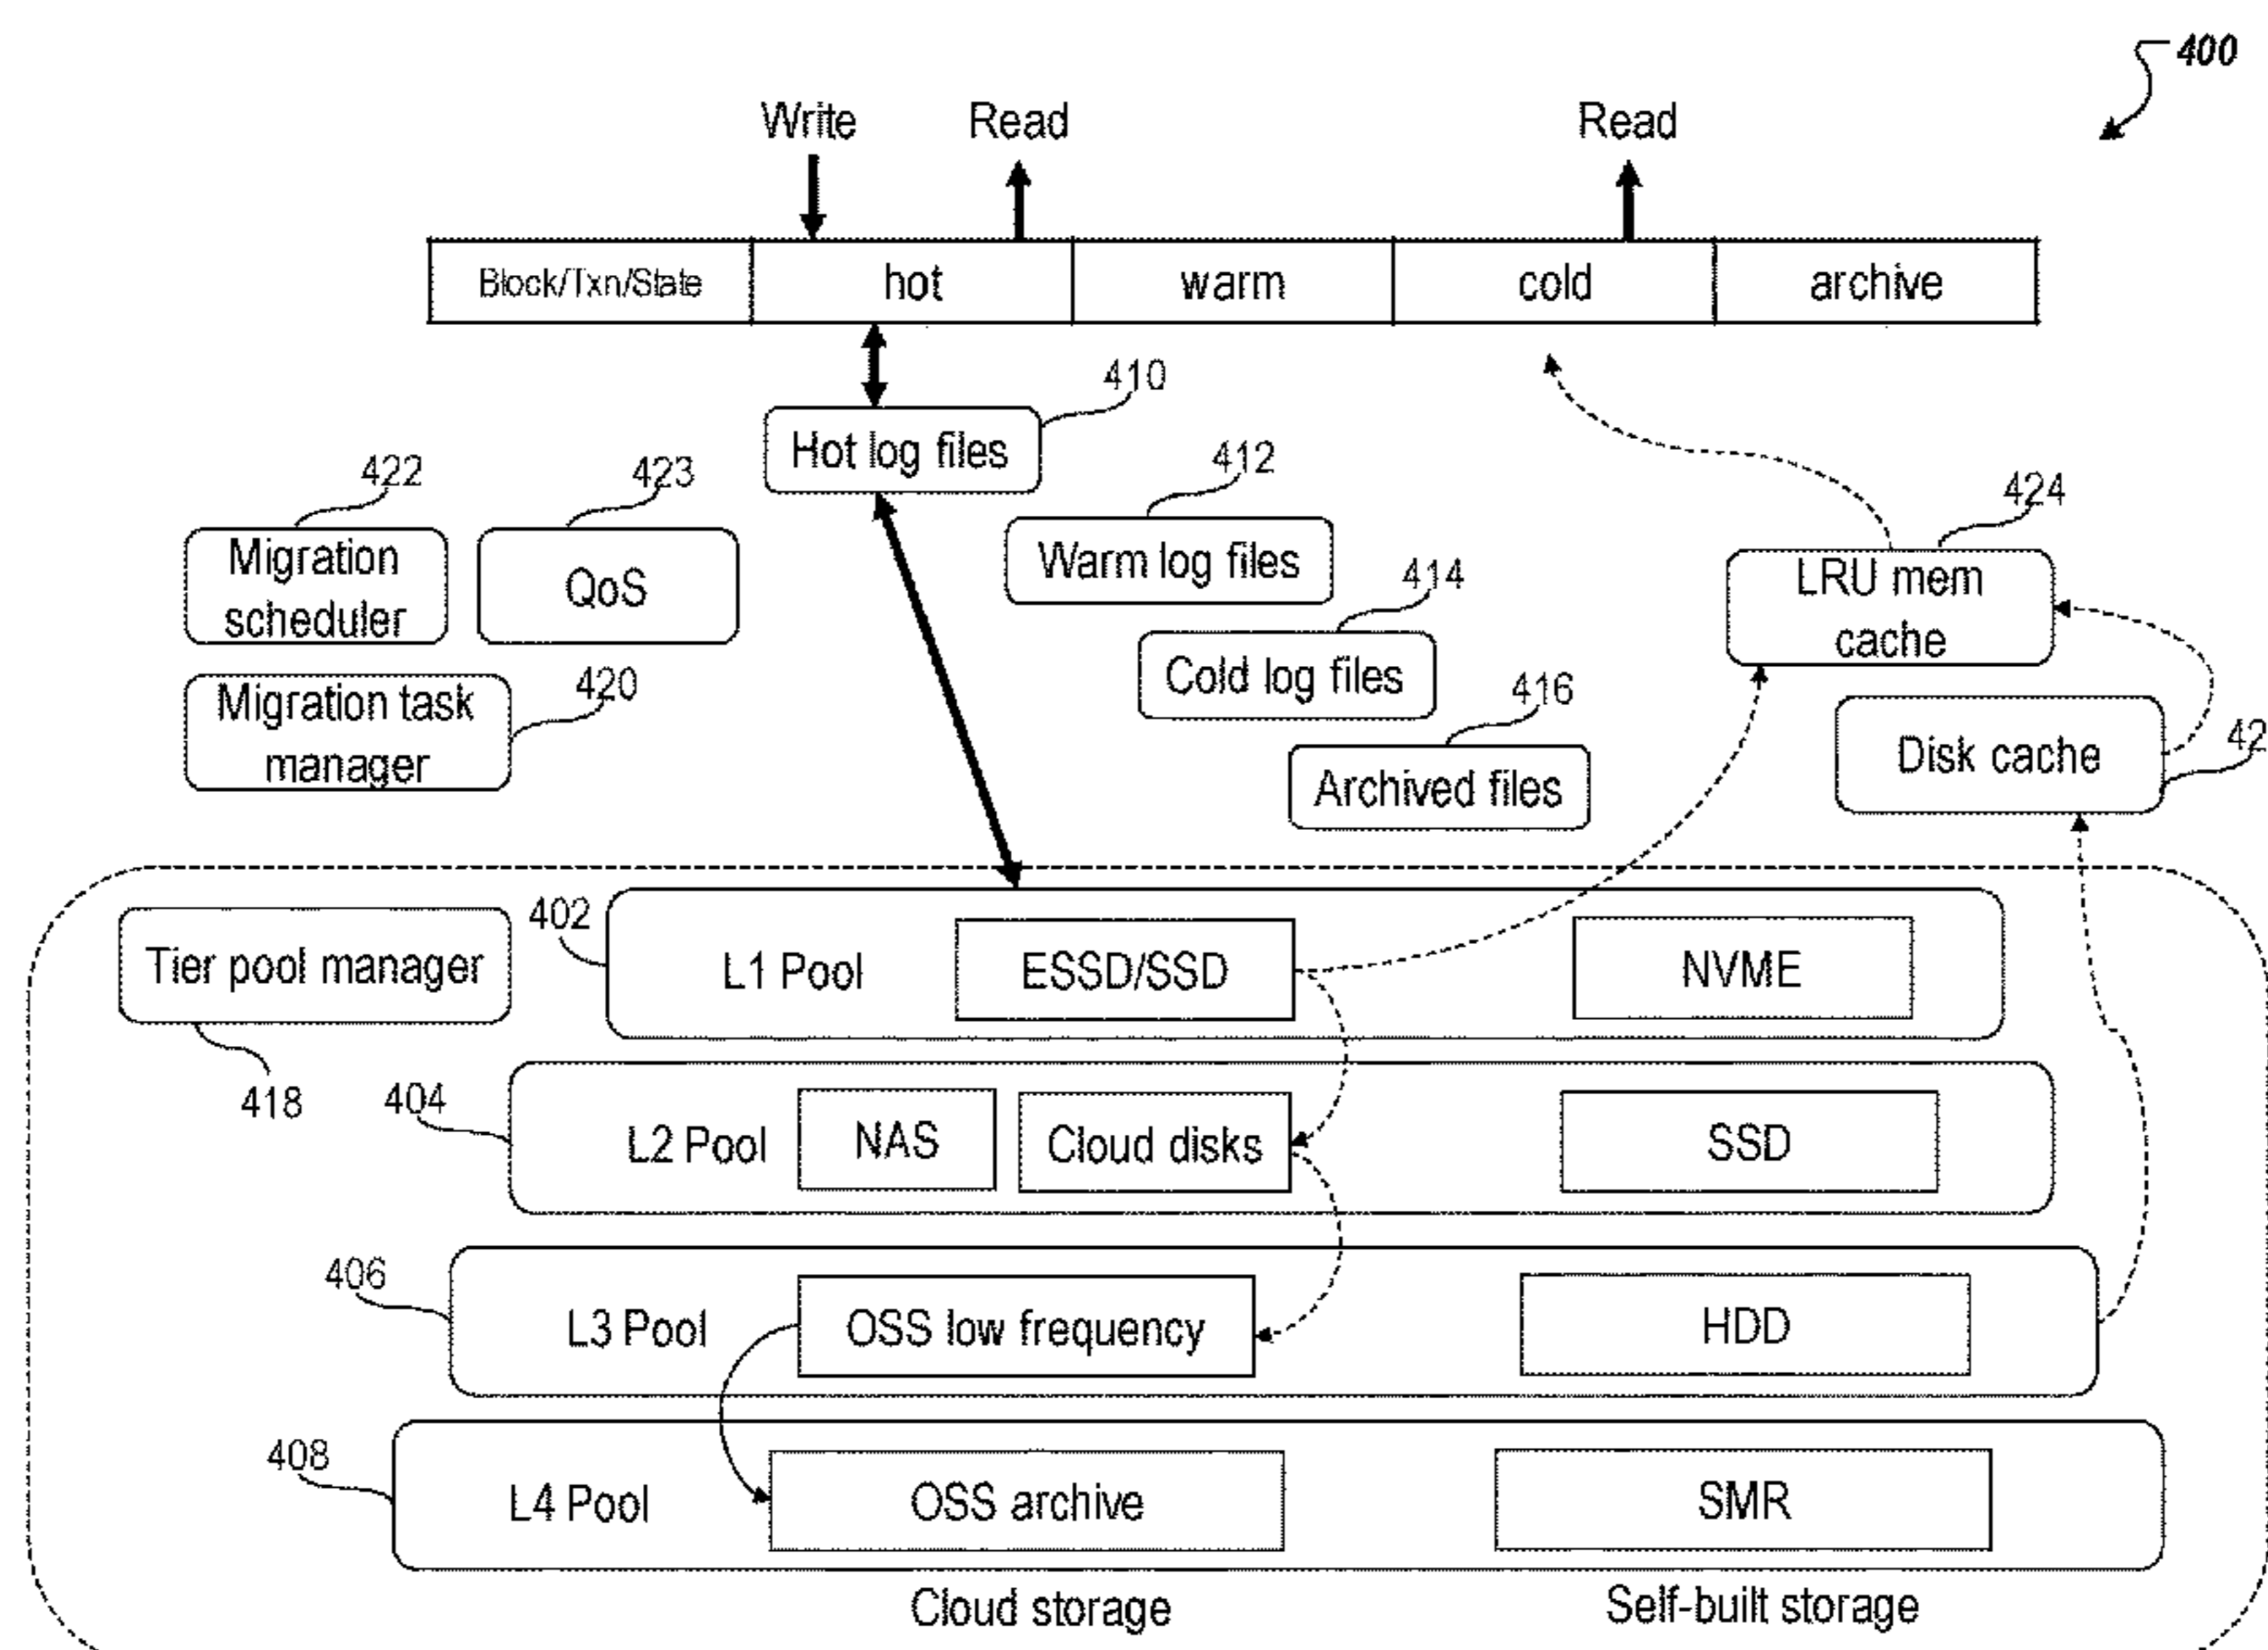 400
Write
Read
Read
Block/Txn/State
hot
warm
cold
archive
410
Hot log files
422
423
412
424
Migration
scheduler
QoS
Warm log files
LRU mem
cache
414
Migration task
manager
420
Cold log files
416
Disk cache
42
Archived files
Tier pool manager
418
402
L1 Pool
ESSD/SSD
NVME
404
L2 Pool
NAS
Cloud disks
SSD
406
L3 Pool
OSS low frequency
HDD
408
L4 Pool
OSS archive
SMR
Cloud storage
Self-built storage